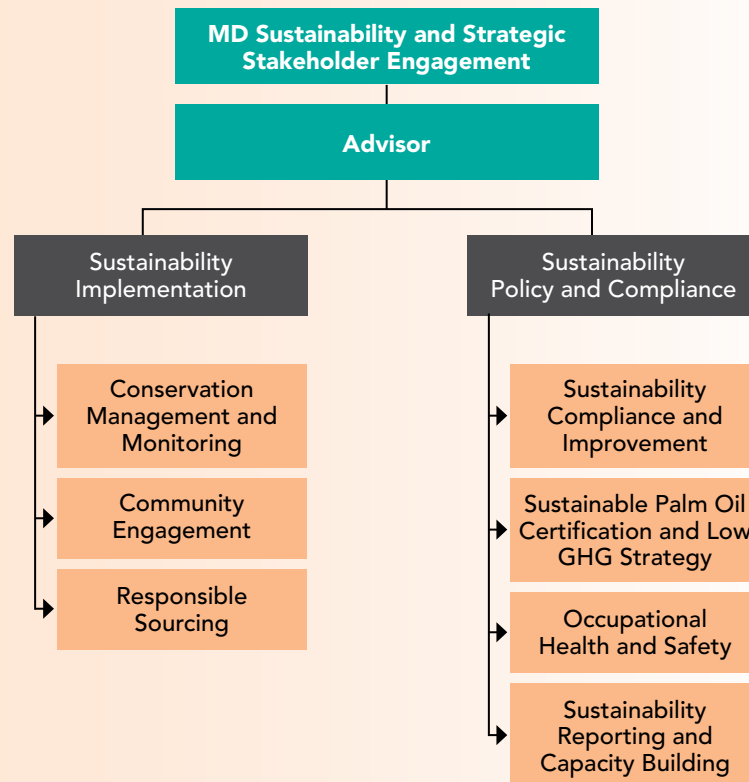 MD Sustainability and Strategic
Stakeholder Engagement
Advisor
Sustainability
Implementation
Conservation
Management and
Monitoring
Community
Engagement
Responsible
Sourcing
Sustainability
Policy and Compliance
Sustainability
Compliance and
Improvement
Sustainable Palm Oil
Certification and Low
GHG Strategy
Occupational
Health and Safety
Sustainability
Reporting and
Capacity Building